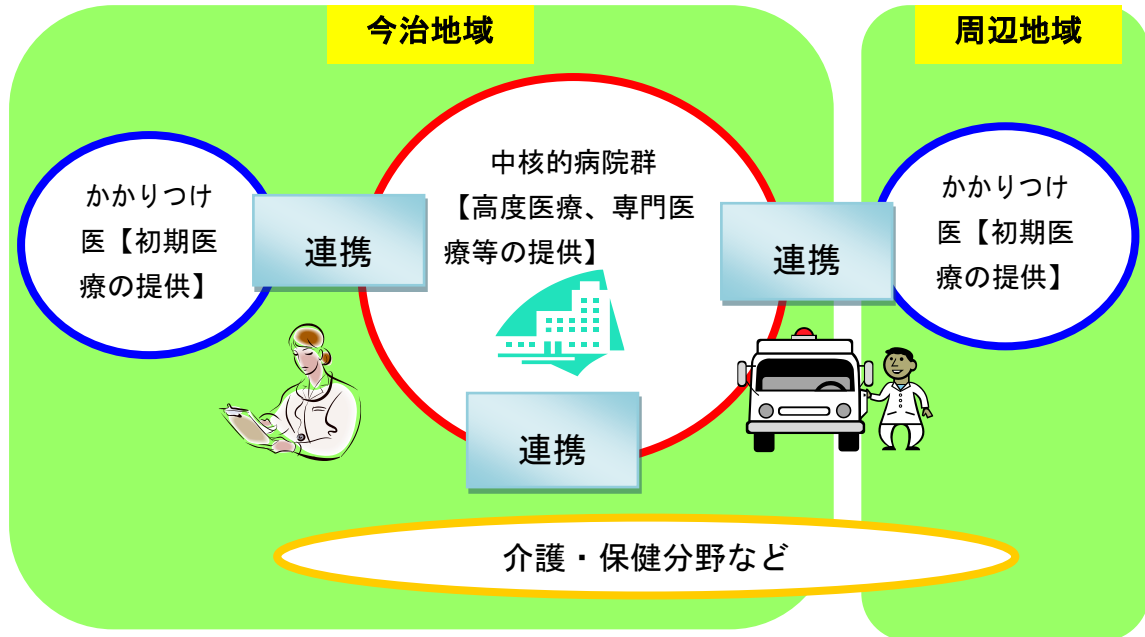 今治地域
周辺地域
かかりつけ
医【初期医
療の提供】
連携
中核的病院群
【高度医療、専門医
療等の提供】
連携
かかりつけ
医【初期医
療の提供】
連携
介護・保健分野など